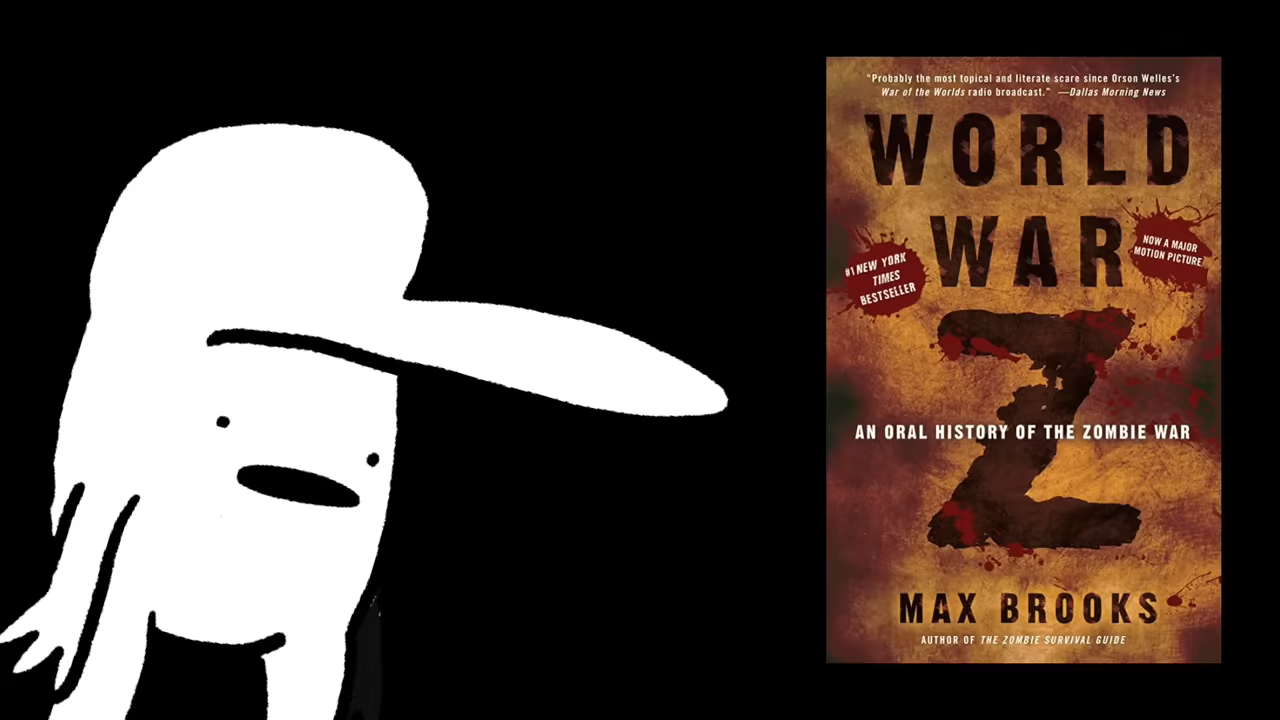 "Probably the most topical and literate scare since Orson Welles's
War of the Worlds radio broadcast." —Dallas Morning News
WORLD
WAR
#1 NEW YORK
TIMES
BESTSELLER
NOW A MAJOR
MOTION PICTURE
Z
AN ORAL HISTORY OF THE ZOMBIE WAR
MAX BROOKS
AUTHOR OF THE ZOMBIE SURVIVAL GUIDE